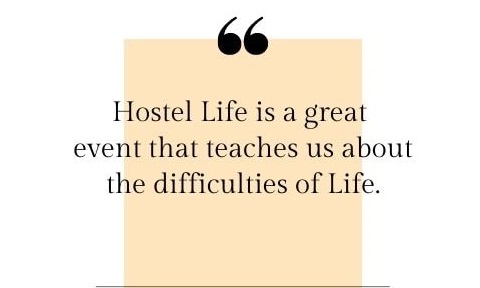 ❝
Hostel Life is a great
event that teaches us about
the difficulties of Life.